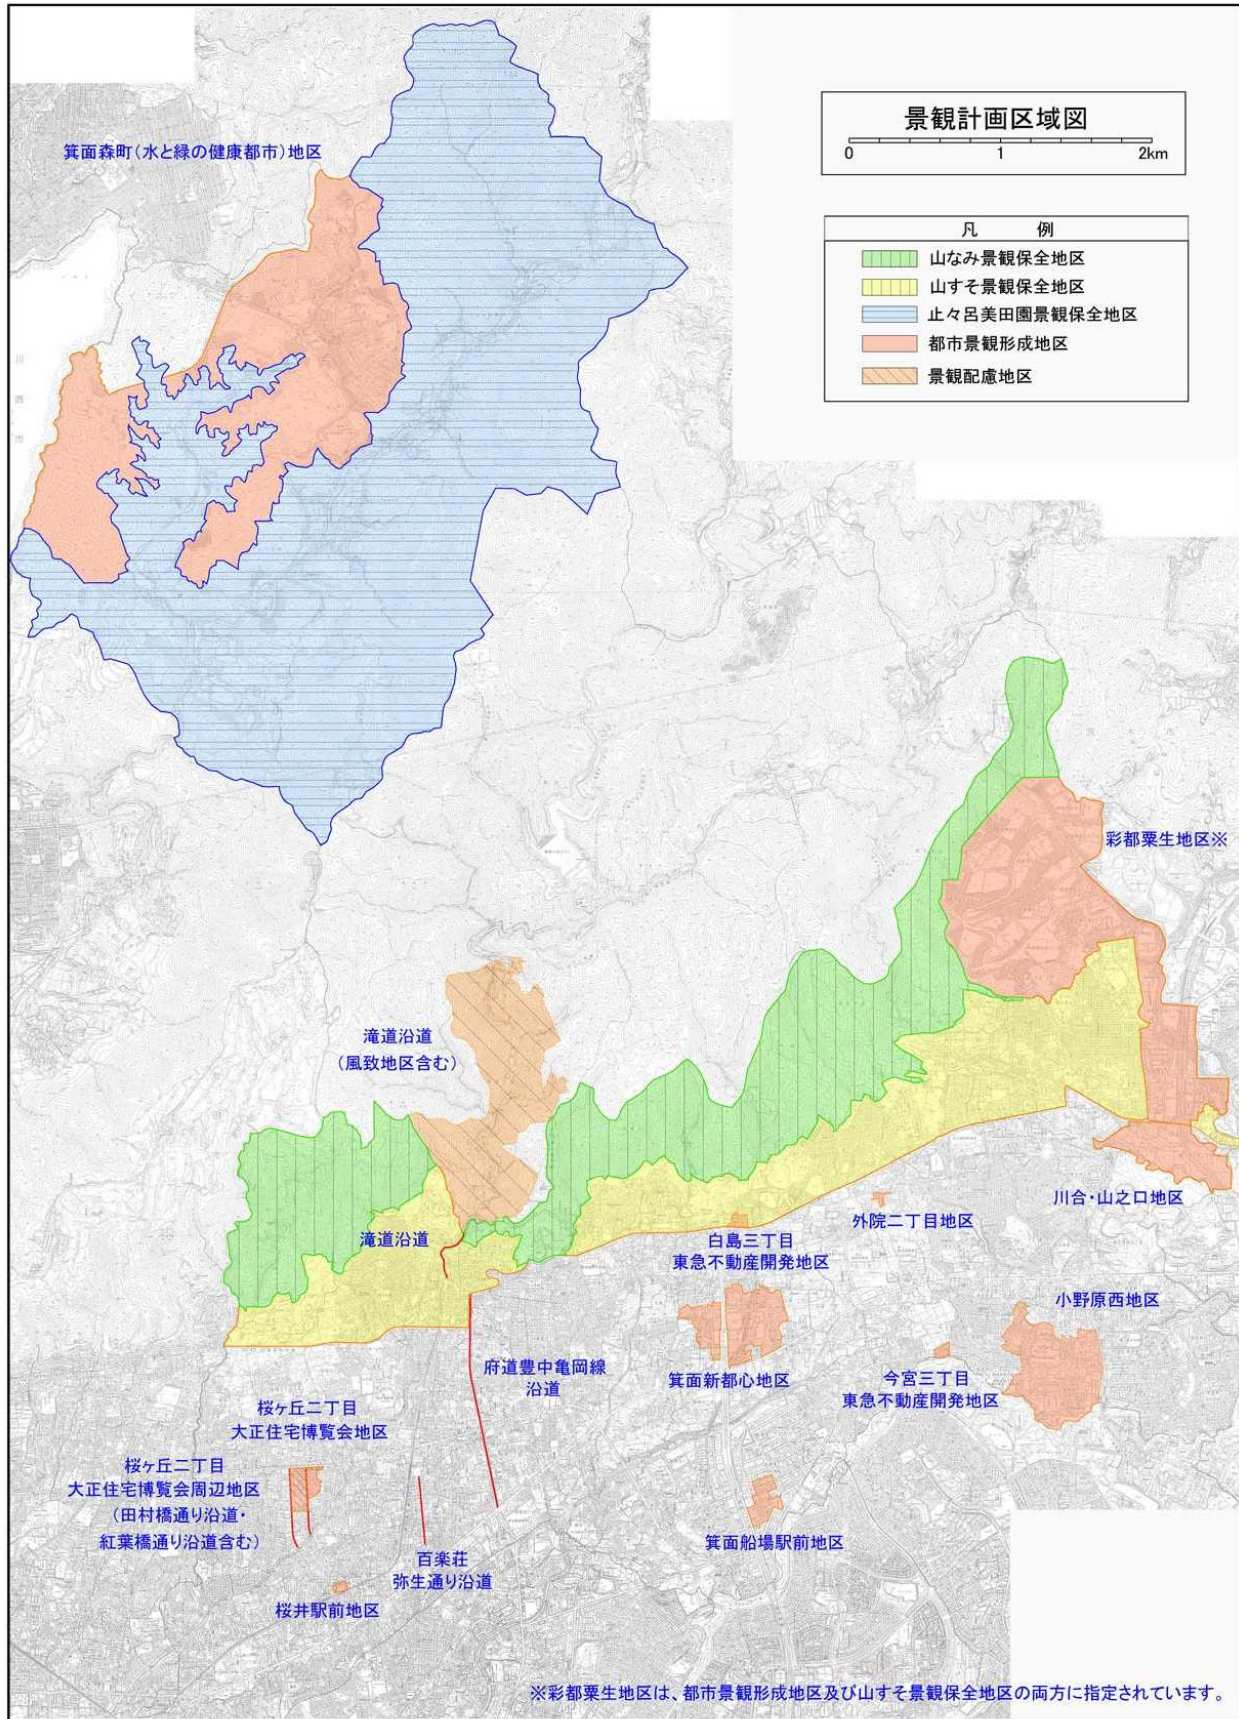 景観計画区域図
0 1 2km
凡 例
山なみ景観保全地区
山すそ景観保全地区
止々呂美田園景観保全地区
都市景観形成地区
景観配慮地区
箕面森町(水と緑の健康都市)地区
彩都粟生地区※
滝道沿道
(風致地区含む)
川合・山之口地区
外院二丁目地区
滝道沿道
白島三丁目
東急不動産開発地区
小野原西地区
府道豊中亀岡線
沿道
箕面新都心地区
今宮三丁目
東急不動産開発地区
桜ヶ丘二丁目
大正住宅博覧会地区
桜ヶ丘二丁目
大正住宅博覧会周辺地区
(田村橋通り沿道・
紅葉橋通り沿道含む)
箕面船場駅前地区
百楽荘
弥生通り沿道
桜井駅前地区
※彩都粟生地区は、都市景観形成地区及び山すそ景観保全地区の両方に指定されています。